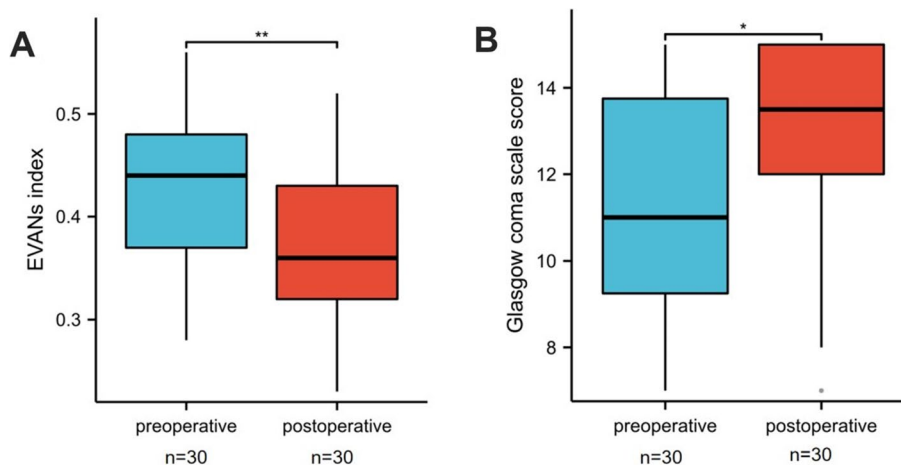 A
**
EVANs index
0.5
0.4
0.3
preoperative postoperative
n=30 n=30
B
*
Glasgow coma scale score
14
12
10
8
preoperative postoperative
n=30 n=30